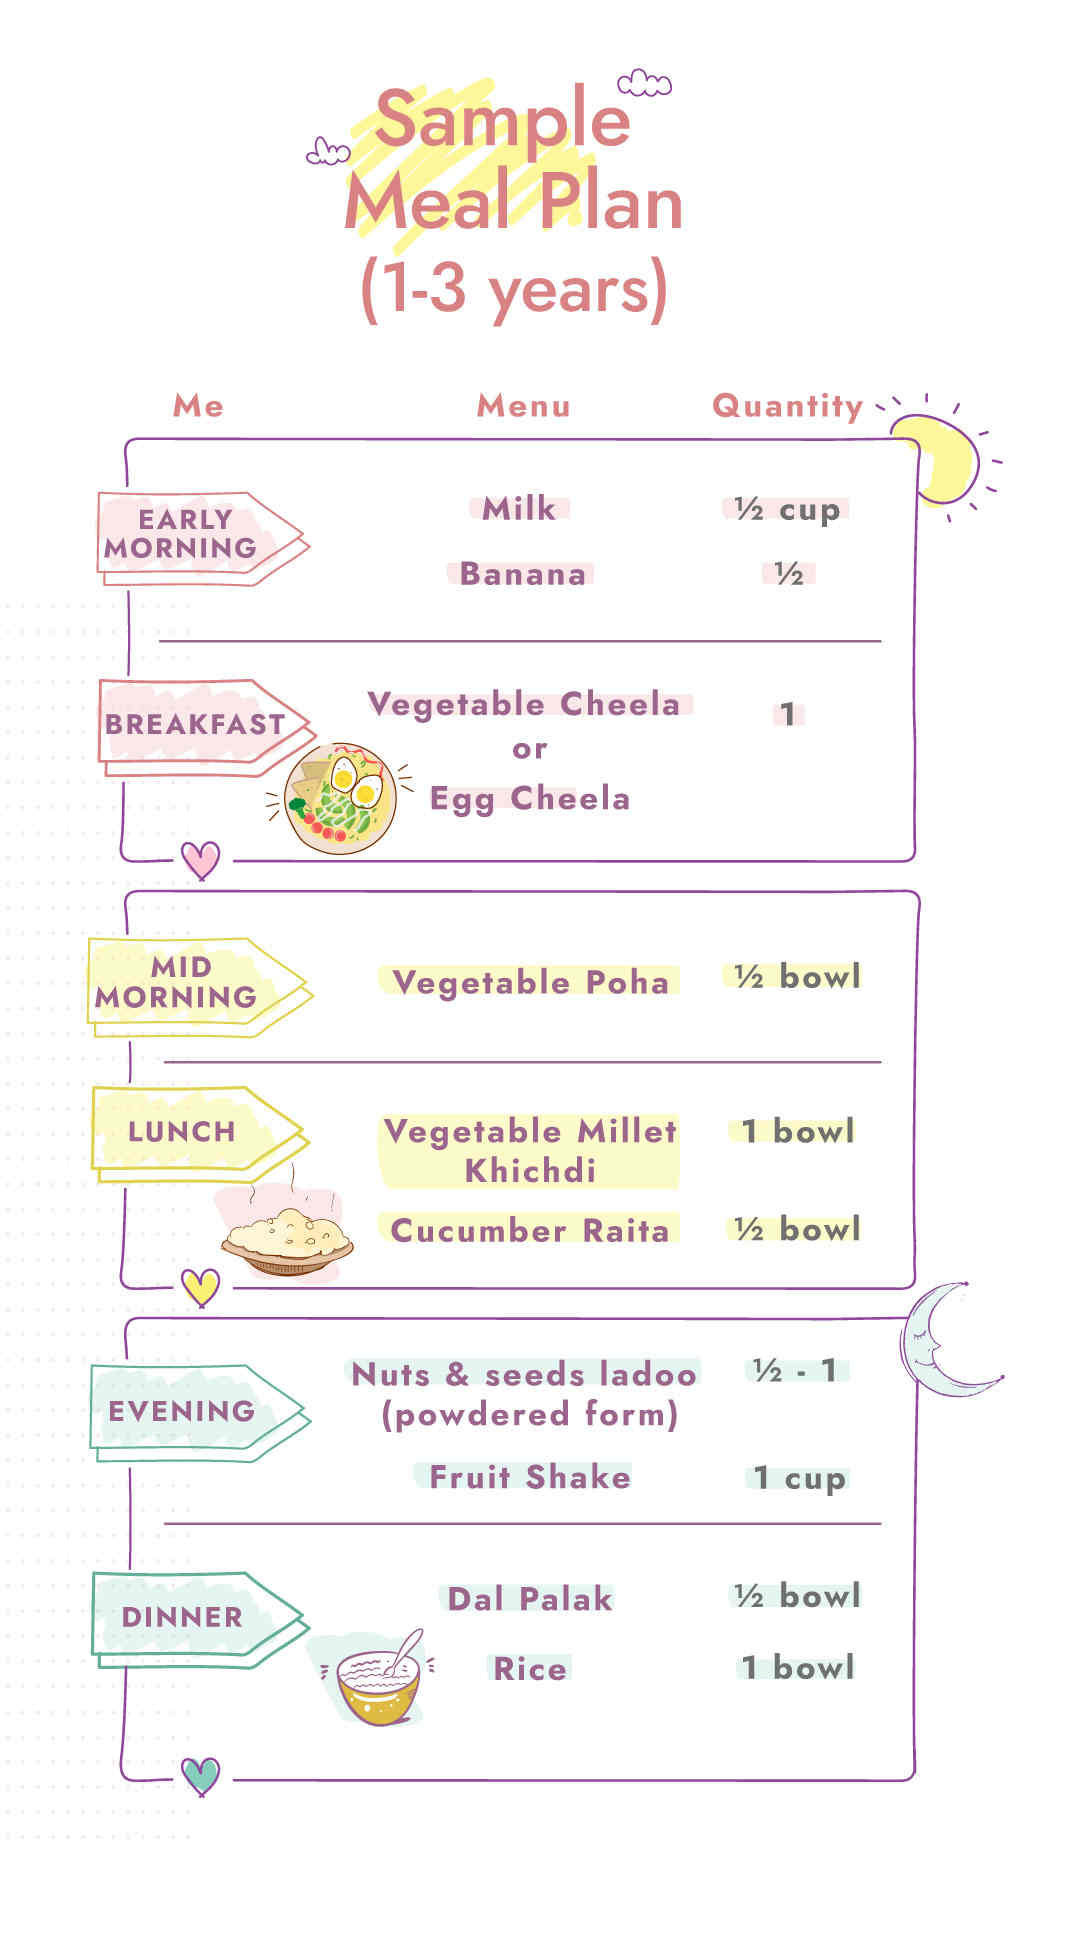 Sample
Meal Plan
(1-3 years)
Me Menu Quantity
EARLY
MORNING
Milk ½ cup
Banana ½
BREAKFAST
Vegetable Cheela 1
or
Egg Cheela
MID
MORNING
Vegetable Poha ½ bowl
LUNCH
Vegetable Millet 1 bowl
Khichdi
Cucumber Raita ½ bowl
EVENING
Nuts & seeds ladoo ½ - 1
(powdered form)
Fruit Shake 1 cup
DINNER
Dal Palak ½ bowl
Rice 1 bowl